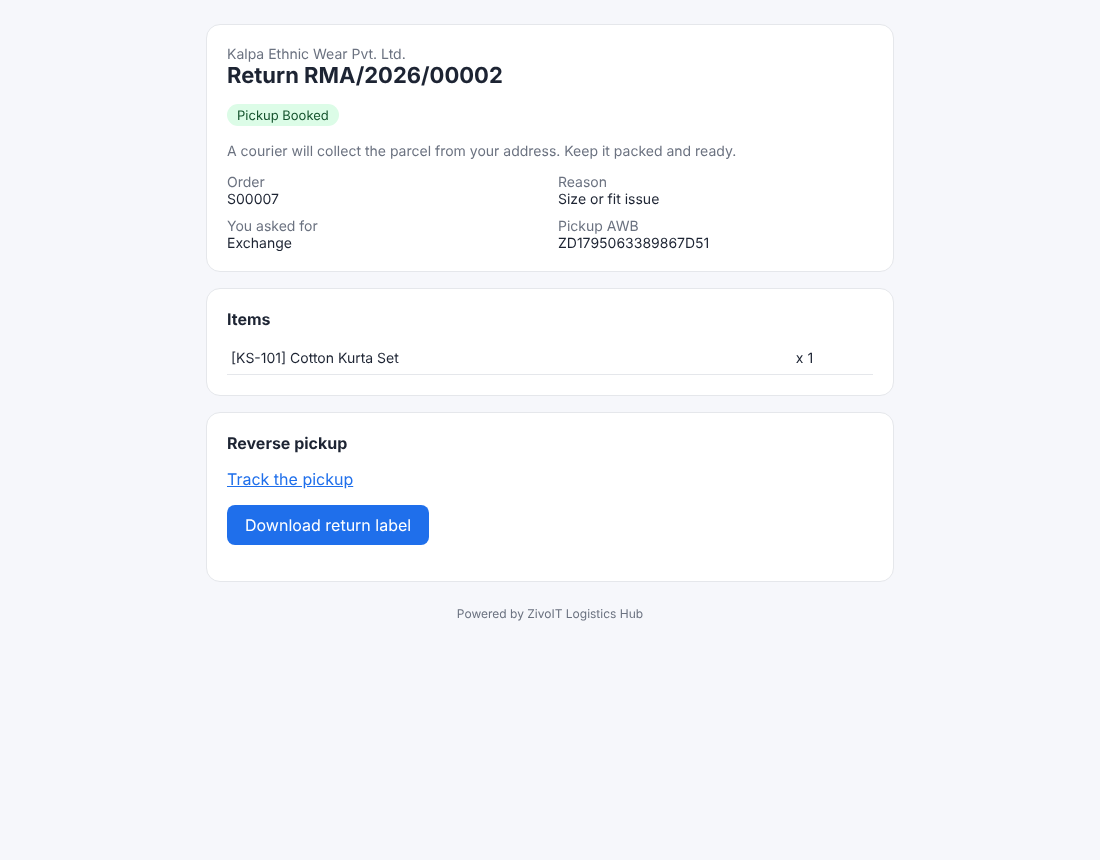 Kalpa Ethnic Wear Pvt. Ltd.
Return RMA/2026/00002
Pickup Booked
A courier will collect the parcel from your address. Keep it packed and ready.
Order
S00007
Reason
Size or fit issue
You asked for
Exchange
Pickup AWB
ZD1795063389867D51
Items
[KS-101] Cotton Kurta Set x 1
Reverse pickup
Track the pickup
Download return label
Powered by ZivoIT Logistics Hub